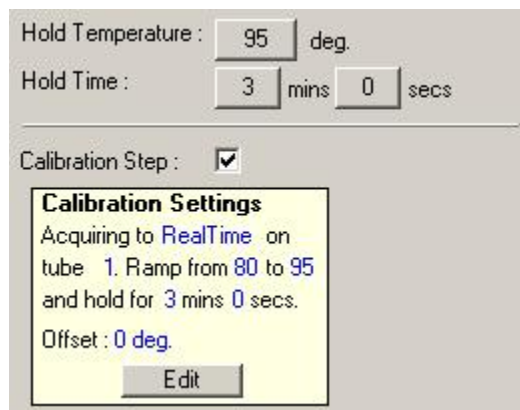 Hold Temperature : 95 deg.
Hold Time : 3 mins 0 secs
Calibration Step :
Calibration Settings
Acquiring to RealTime on
tube 1. Ramp from 80 to 95
and hold for 3 mins 0 secs.
Offset : 0 deg.
Edit